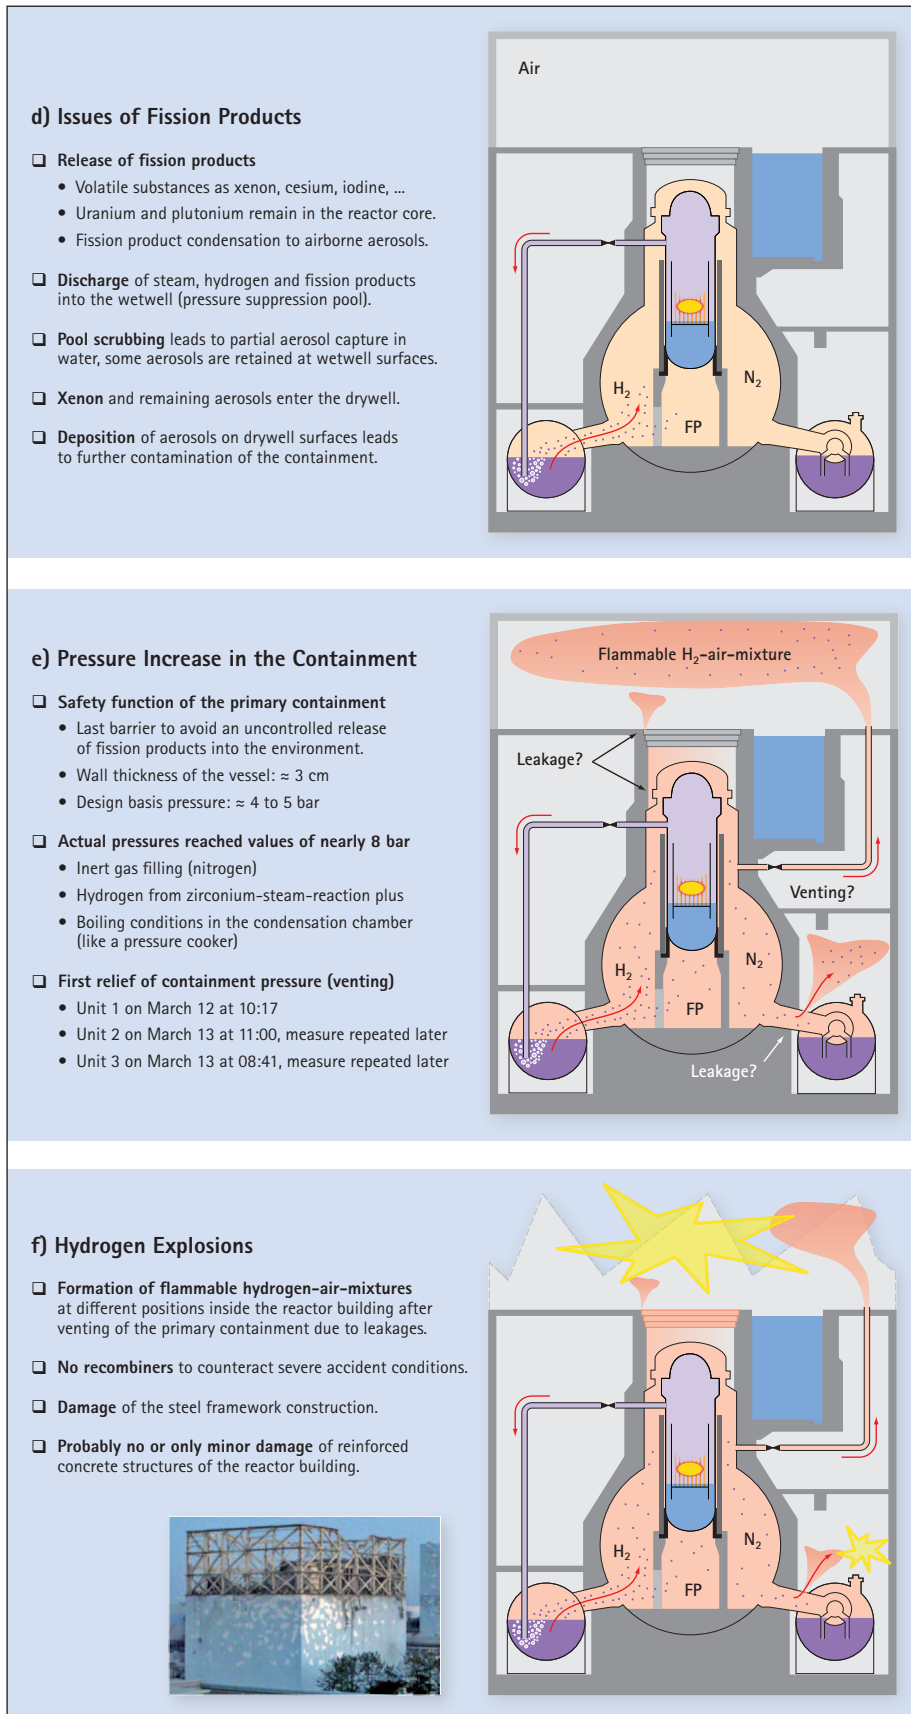 d) Issues of Fission Products
❑ Release of fission products
• Volatile substances as xenon, cesium, iodine, ...
• Uranium and plutonium remain in the reactor core.
• Fission product condensation to airborne aerosols.
❑ Discharge of steam, hydrogen and fission products
into the wetwell (pressure suppression pool).
❑ Pool scrubbing leads to partial aerosol capture in
water, some aerosols are retained at wetwell surfaces.
❑ Xenon and remaining aerosols enter the drywell.
❑ Deposition of aerosols on drywell surfaces leads
to further contamination of the containment.
Air
H₂
N₂
FP
e) Pressure Increase in the Containment
❑ Safety function of the primary containment
• Last barrier to avoid an uncontrolled release
of fission products into the environment.
• Wall thickness of the vessel: ≈ 3 cm
• Design basis pressure: ≈ 4 to 5 bar
❑ Actual pressures reached values of nearly 8 bar
• Inert gas filling (nitrogen)
• Hydrogen from zirconium-steam-reaction plus
• Boiling conditions in the condensation chamber
(like a pressure cooker)
❑ First relief of containment pressure (venting)
• Unit 1 on March 12 at 10:17
• Unit 2 on March 13 at 11:00, measure repeated later
• Unit 3 on March 13 at 08:41, measure repeated later
Flammable H₂-air-mixture
Leakage?
Venting?
H₂
N₂
FP
Leakage?
f) Hydrogen Explosions
❑ Formation of flammable hydrogen-air-mixtures
at different positions inside the reactor building after
venting of the primary containment due to leakages.
❑ No recombiners to counteract severe accident conditions.
❑ Damage of the steel framework construction.
❑ Probably no or only minor damage of reinforced
concrete structures of the reactor building.
H₂
N₂
FP